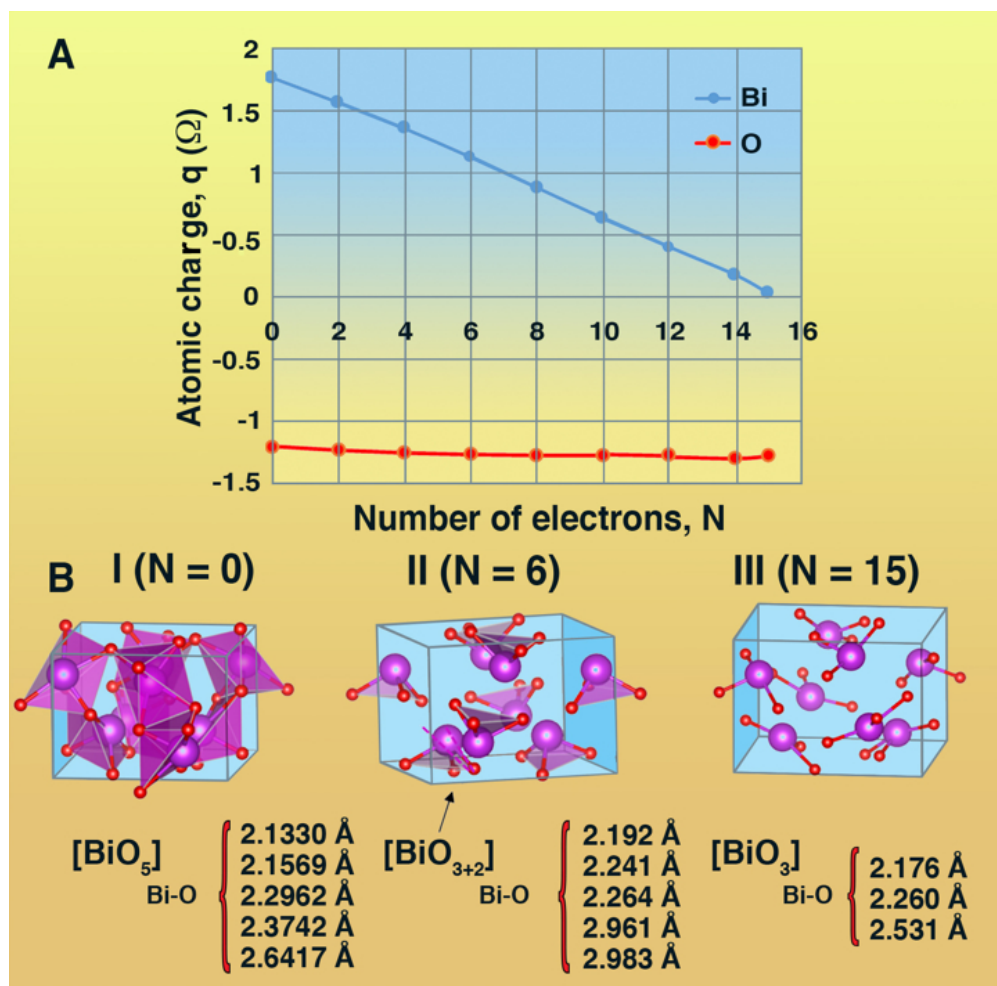 A
2
1.5
1
-0.5
0
-0.5
-1
-1.5
Atomic charge, q (Ω)
Bi
O
0 2 4 6 8 10 12 14 16
Number of electrons, N
B
I (N = 0)
II (N = 6)
III (N = 15)
[BiO5]
Bi-O
2.1330 Å
2.1569 Å
2.2962 Å
2.3742 Å
2.6417 Å
[BiO3+2]
Bi-O
2.192 Å
2.241 Å
2.264 Å
2.961 Å
2.983 Å
[BiO3]
Bi-O
2.176 Å
2.260 Å
2.531 Å